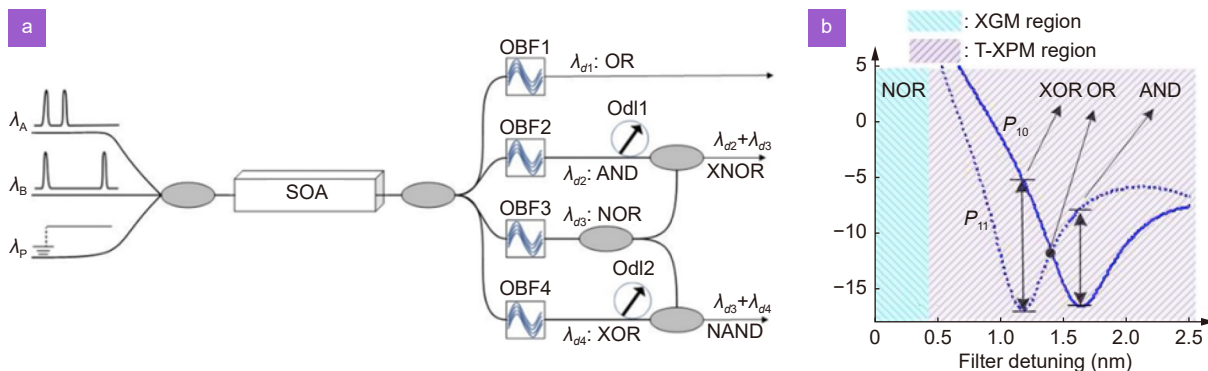 a
OBF1
λd1: OR
λA
OBF2
Odl1
λd2+λd3
XNOR
λd2: AND
λB
SOA
OBF3
λd3: NOR
λP
Odl2
OBF4
λd3+λd4
NAND
λd4: XOR
b
: XGM region
: T-XPM region
5
0
−5
−10
−15
NOR
XOR
OR
AND
P10
P11
0
0.5
1.0
1.5
2.0
2.5
Filter detuning (nm)